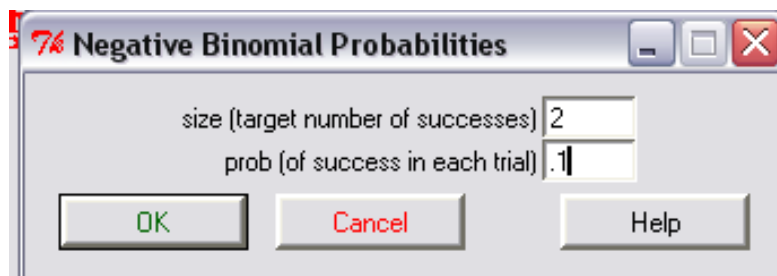 Negative Binomial Probabilities
size (target number of successes) 2
prob (of success in each trial) .1
OK Cancel Help